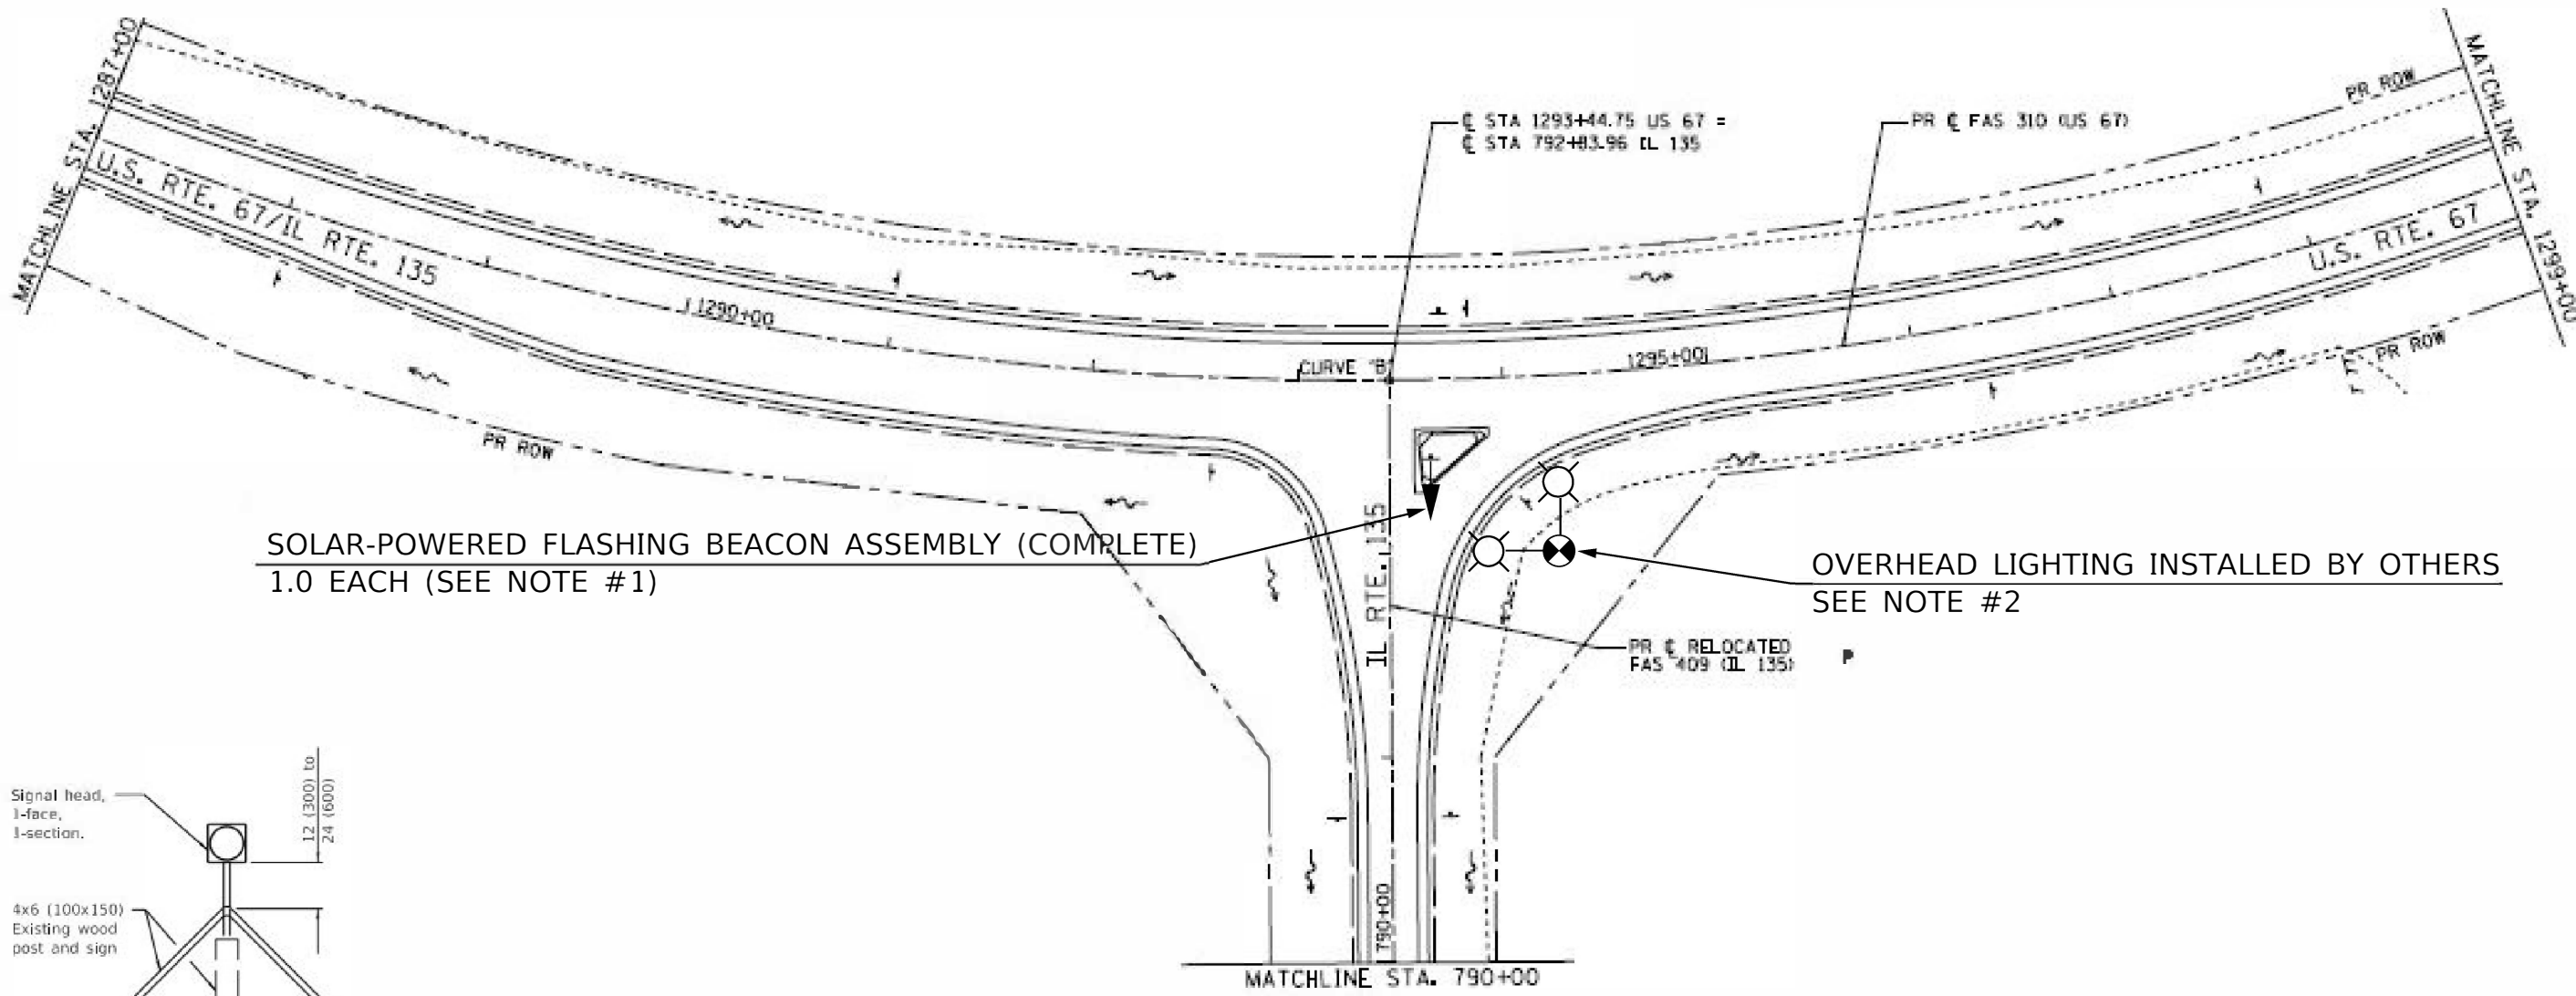 MATCHLINE STA. 1287+00
U.S. RTE. 67/IL RTE. 135
1290+00
PR ROW
℄ STA 1293+44.75 US 67 =
℄ STA 792+83.96 IL 135
PR ℄ FAS 310 (US 67)
PR ROW
MATCHLINE STA. 1299+00
U.S. RTE. 67
CURVE "B"
1295+00
PR ROW
SOLAR-POWERED FLASHING BEACON ASSEMBLY (COMPLETE)
1.0 EACH (SEE NOTE #1)
IL RTE. 135
OVERHEAD LIGHTING INSTALLED BY OTHERS
SEE NOTE #2
PR ℄ RELOCATED
FAS 409 (IL 135)
P
790+00
MATCHLINE STA. 790+00
Signal head,
1-face,
1-section.
12 (300) to
24 (600)
4x6 (100x150)
Existing wood
post and sign